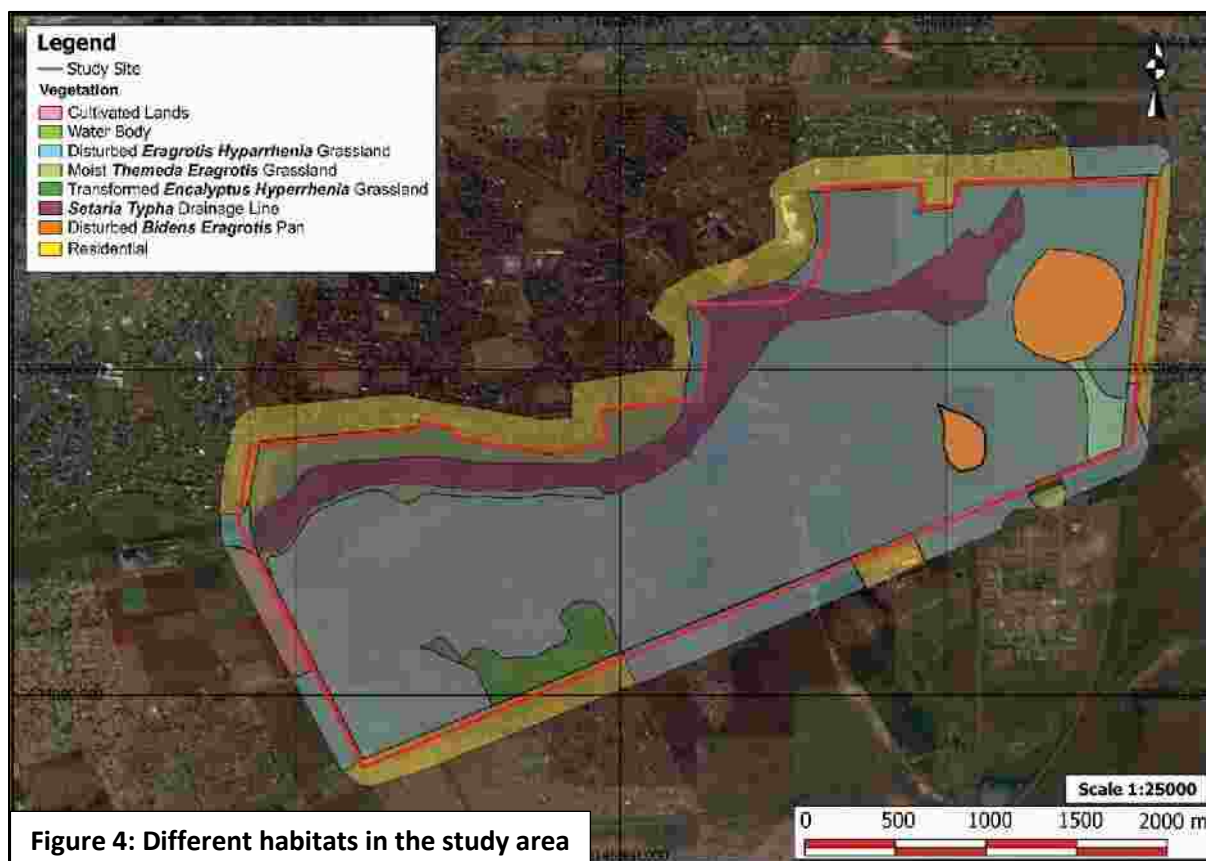 Legend
Study Site
Vegetation
Cultivated Lands
Water Body
Disturbed Eragrotis Hyparrhenia Grassland
Moist Themeda Eragrotis Grassland
Transformed Encalyptus Hyperrhenia Grassland
Setaria Typha Drainage Line
Disturbed Bidens Eragrotis Pan
Residential
Scale 1:25000
0 500 1000 1500 2000 m
Figure 4: Different habitats in the study area